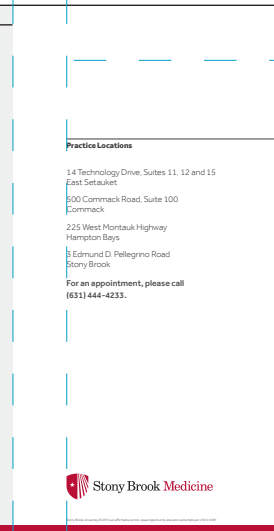 Practice Locations
14 Technology Drive, Suites 11, 12 and 15
East Setauket
500 Commack Road, Suite 100
Commack
225 West Montauk Highway
Hampton Bays
3 Edmund D. Pellegrino Road
Stony Brook
For an appointment, please call
(631) 444-4233.
Stony Brook Medicine